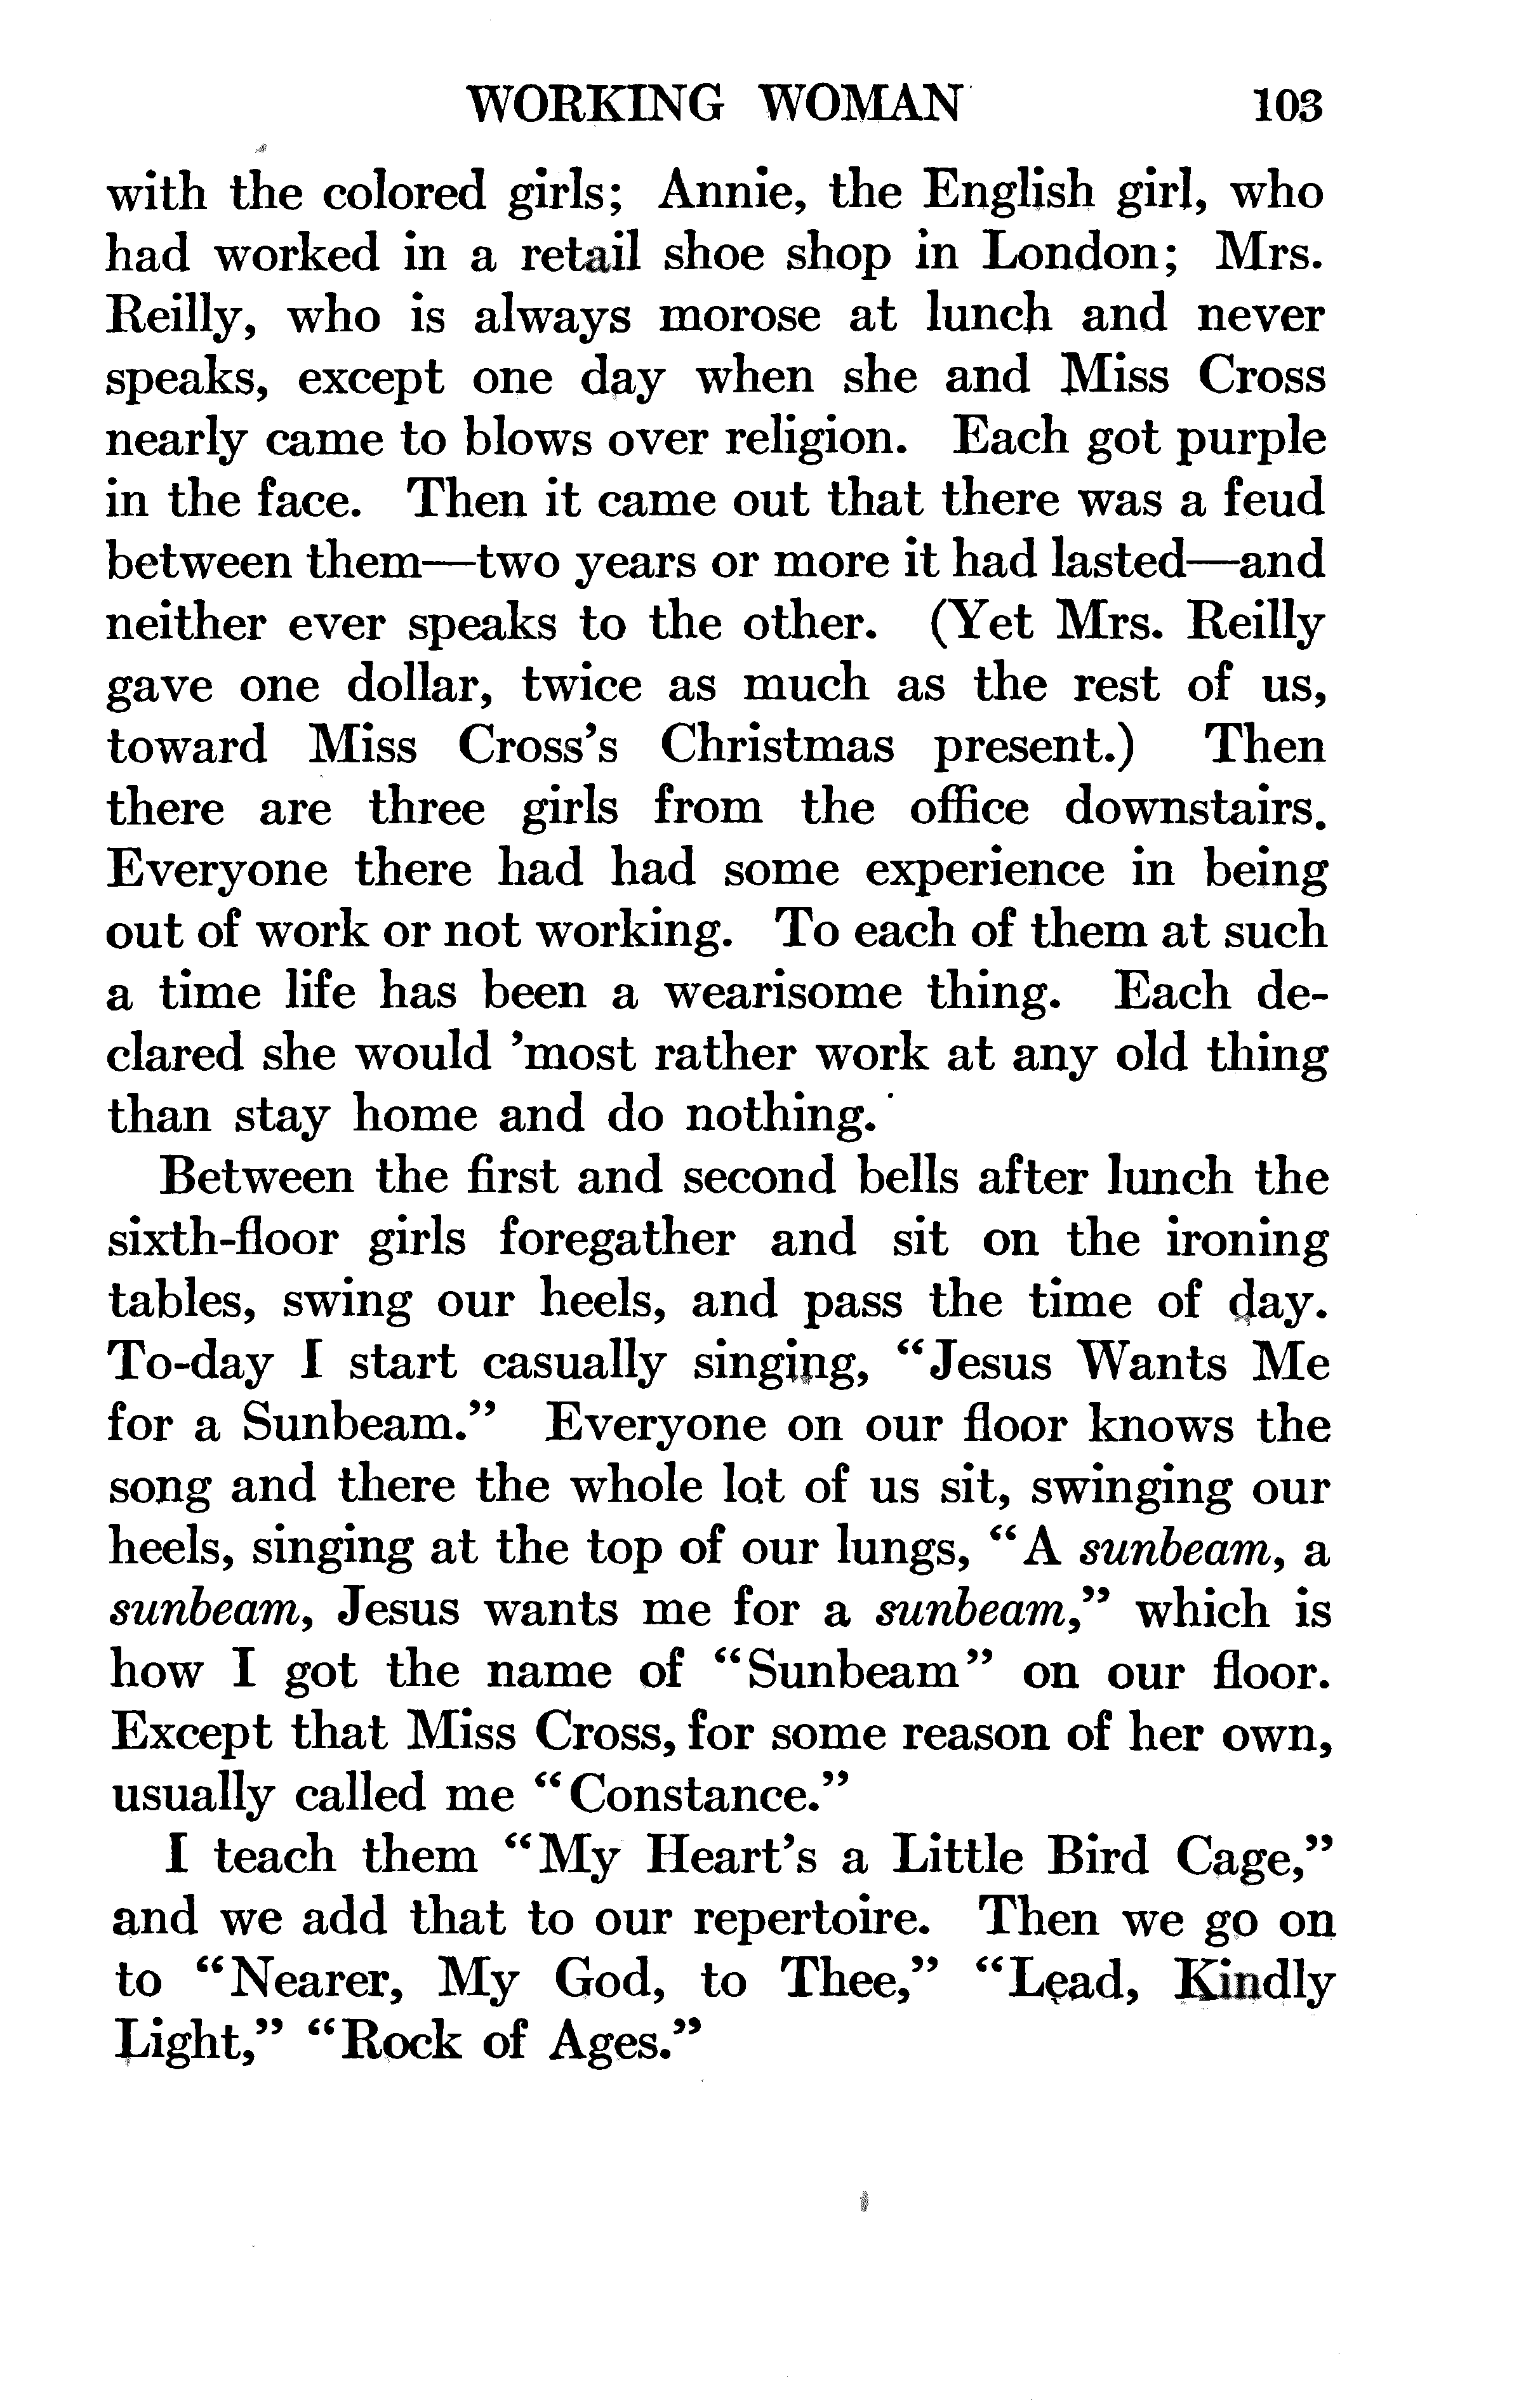 WORKING WOMAN 103
with the colored girls; Annie, the English girl, who
had worked in a retail shoe shop in London; Mrs.
Reilly, who is always morose at lunch and never
speaks, except one day when she and Miss Cross
nearly came to blows over religion. Each got purple
in the face. Then it came out that there was a feud
between them—two years or more it had lasted—and
neither ever speaks to the other. (Yet Mrs. Reilly
gave one dollar, twice as much as the rest of us,
toward Miss Cross’s Christmas present.) Then
there are three girls from the office downstairs.
Everyone there had had some experience in being
out of work or not working. To each of them at such
a time life has been a wearisome thing. Each de-
clared she would ’most rather work at any old thing
than stay home and do nothing.
Between the first and second bells after lunch the
sixth-floor girls foregather and sit on the ironing
tables, swing our heels, and pass the time of day.
To-day I start casually singing, “Jesus Wants Me
for a Sunbeam.” Everyone on our floor knows the
song and there the whole lot of us sit, swinging our
heels, singing at the top of our lungs, “A sunbeam, a
sunbeam, Jesus wants me for a sunbeam,” which is
how I got the name of “Sunbeam” on our floor.
Except that Miss Cross, for some reason of her own,
usually called me “Constance.”
I teach them “My Heart’s a Little Bird Cage,”
and we add that to our repertoire. Then we go on
to “Nearer, My God, to Thee,” “Lead, Kindly
Light,” “Rock of Ages.”